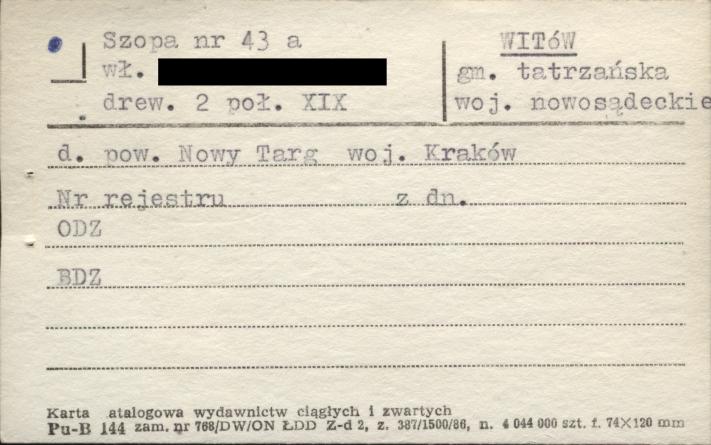 Szopa nr 43 a
wł.
drew. 2 poł. XIX
WITÓW
gm. tatrzańska
woj. nowosądeckie
d. pow. Nowy Targ woj. Kraków
Nr rejestru z dn.
ODZ
BDZ
Karta atalogowa wydawnictw ciągłych i zwartych
Pu-B 144 zam. nr 768/DW/ON ŁDD Z-d 2, z. 387/1500/86, n. 4 044 000 szt. f. 74×120 mm